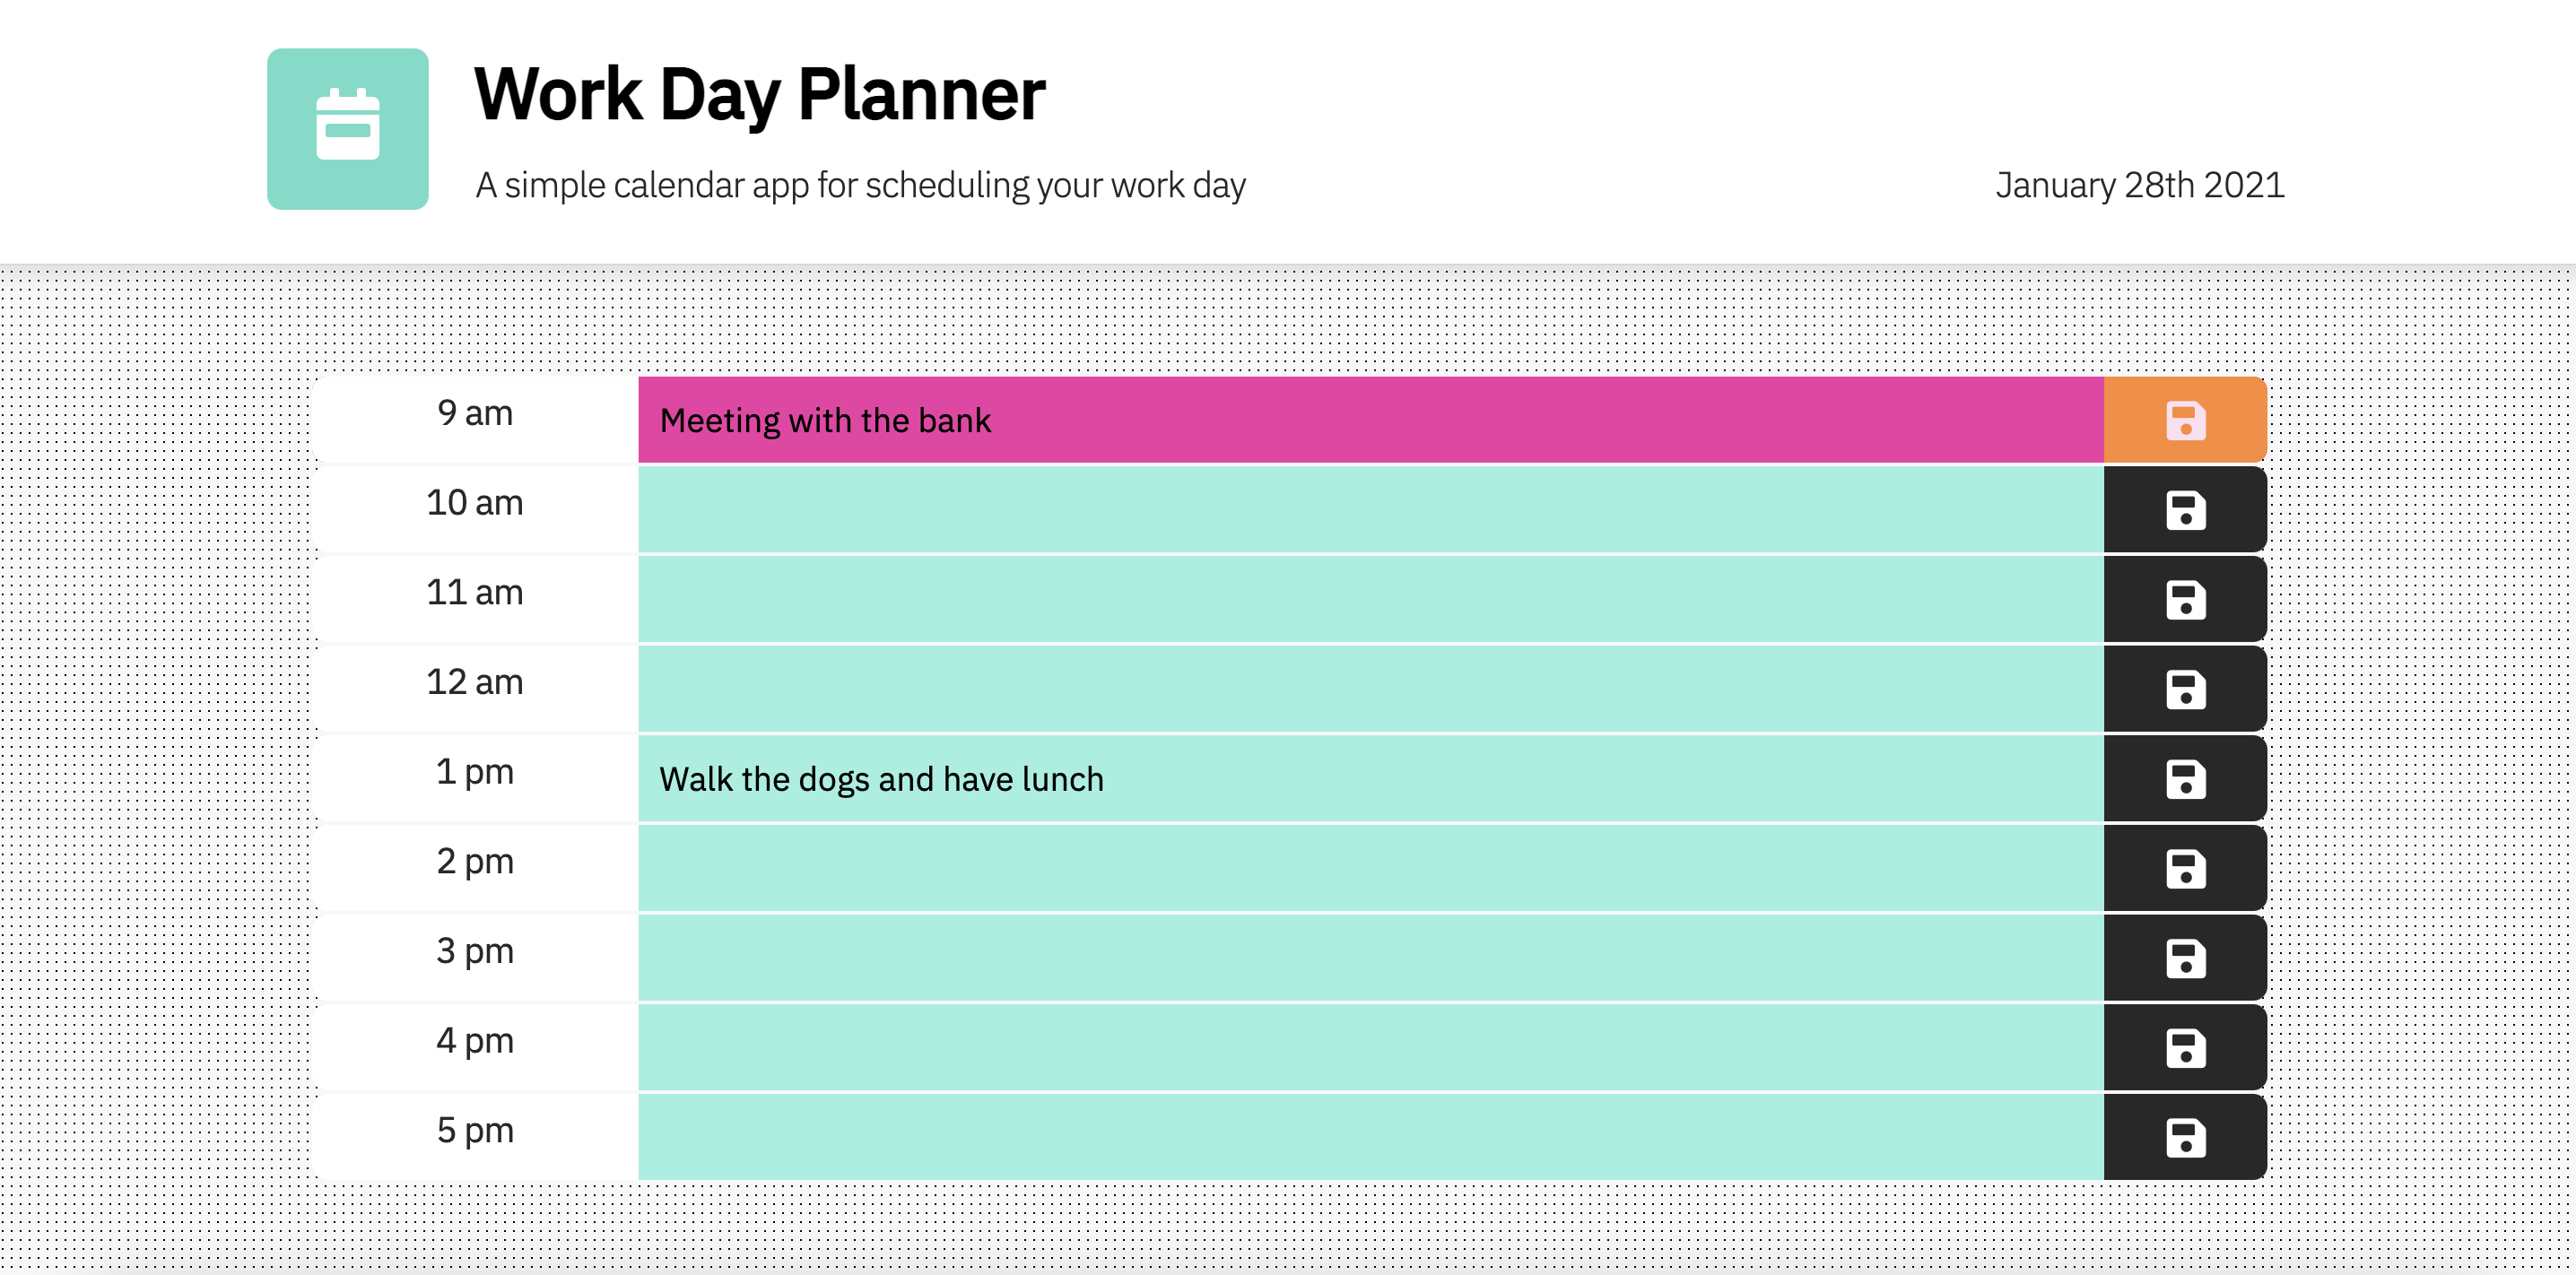 Work Day Planner
A simple calendar app for scheduling your work day
January 28th 2021
9 am
Meeting with the bank
10 am
11 am
12 am
1 pm
Walk the dogs and have lunch
2 pm
3 pm
4 pm
5 pm